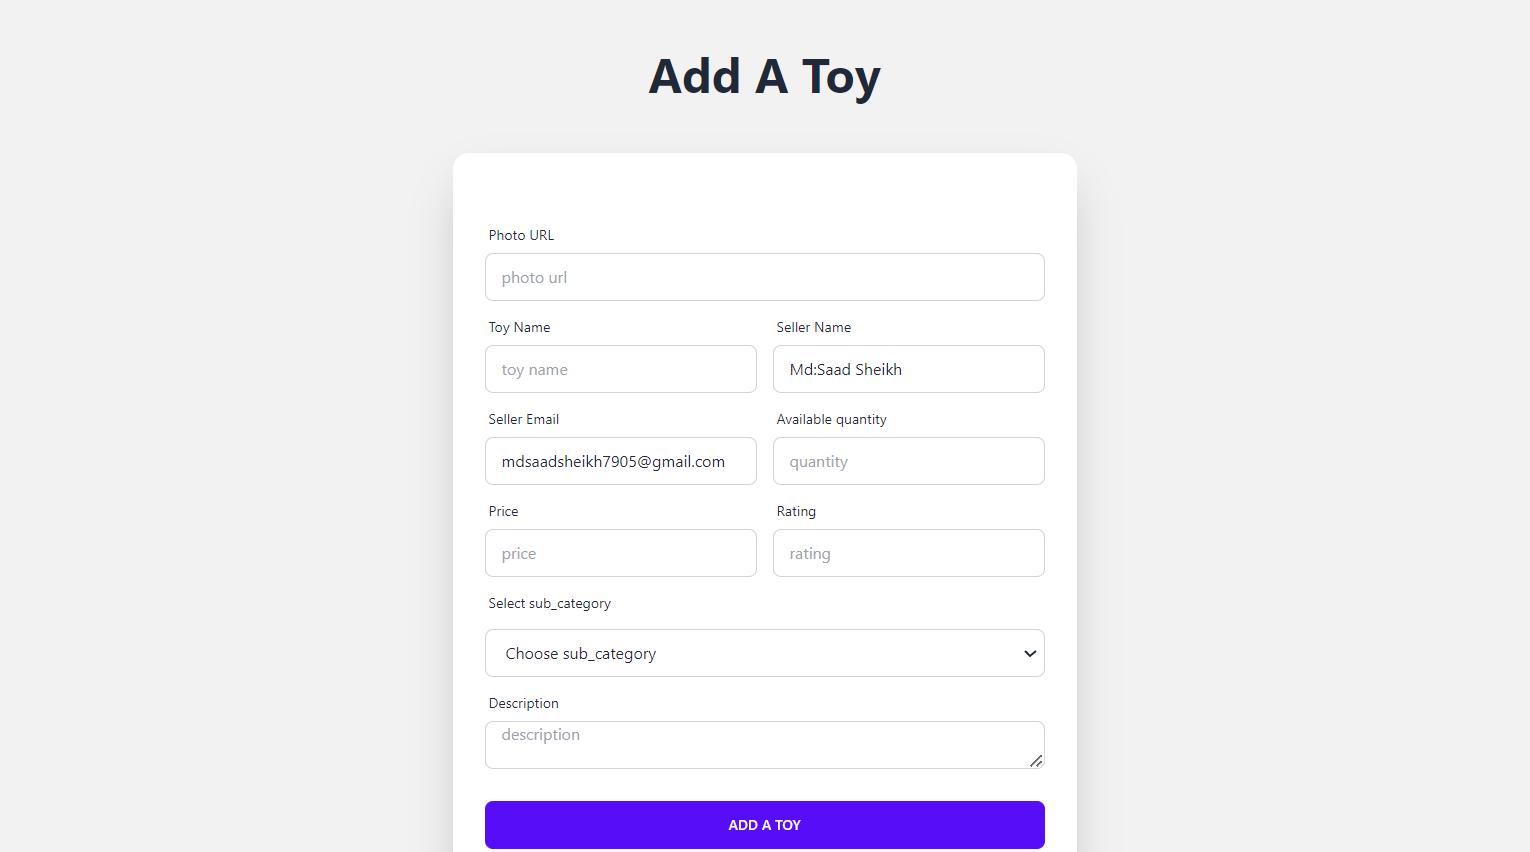 Add A Toy
Photo URL
photo url
Toy Name
Seller Name
toy name
Md:Saad Sheikh
Seller Email
Available quantity
mdsaadsheikh7905@gmail.com
quantity
Price
Rating
price
rating
Select sub_category
Choose sub_category
Description
description
ADD A TOY